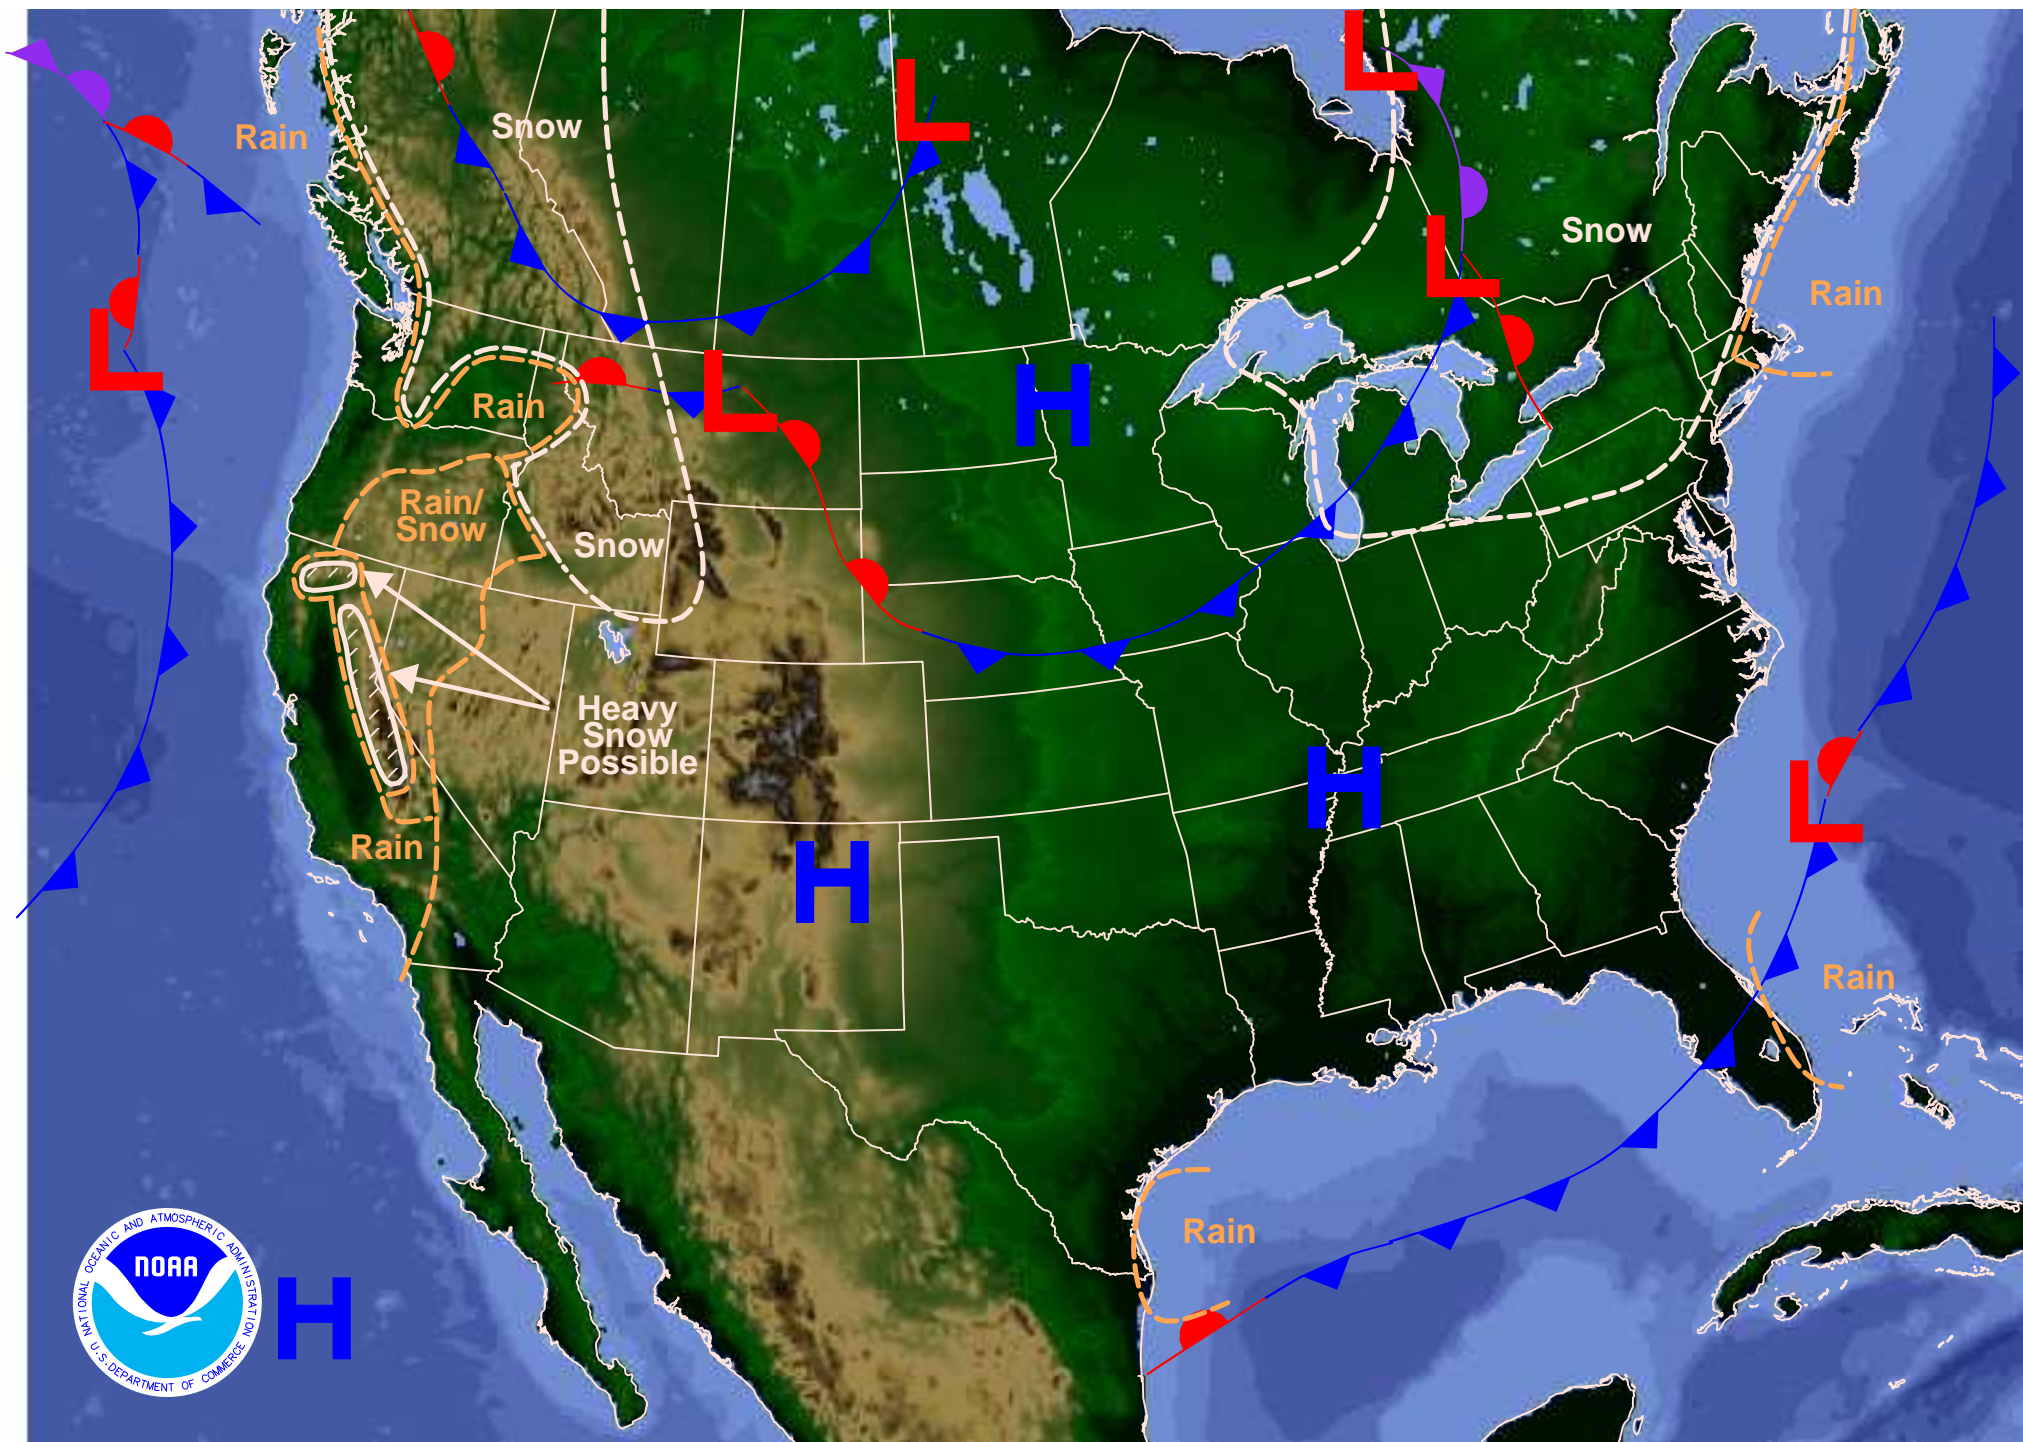 L
L
Snow
Rain
Snow
L
Rain
L
L
H
Rain
Rain/
Snow
Snow
Heavy
Snow
Possible
H
L
Rain
H
Rain
Rain
NATIONAL OCEANIC AND ATMOSPHERIC ADMINISTRATION
NOAA
U.S. DEPARTMENT OF COMMERCE
H